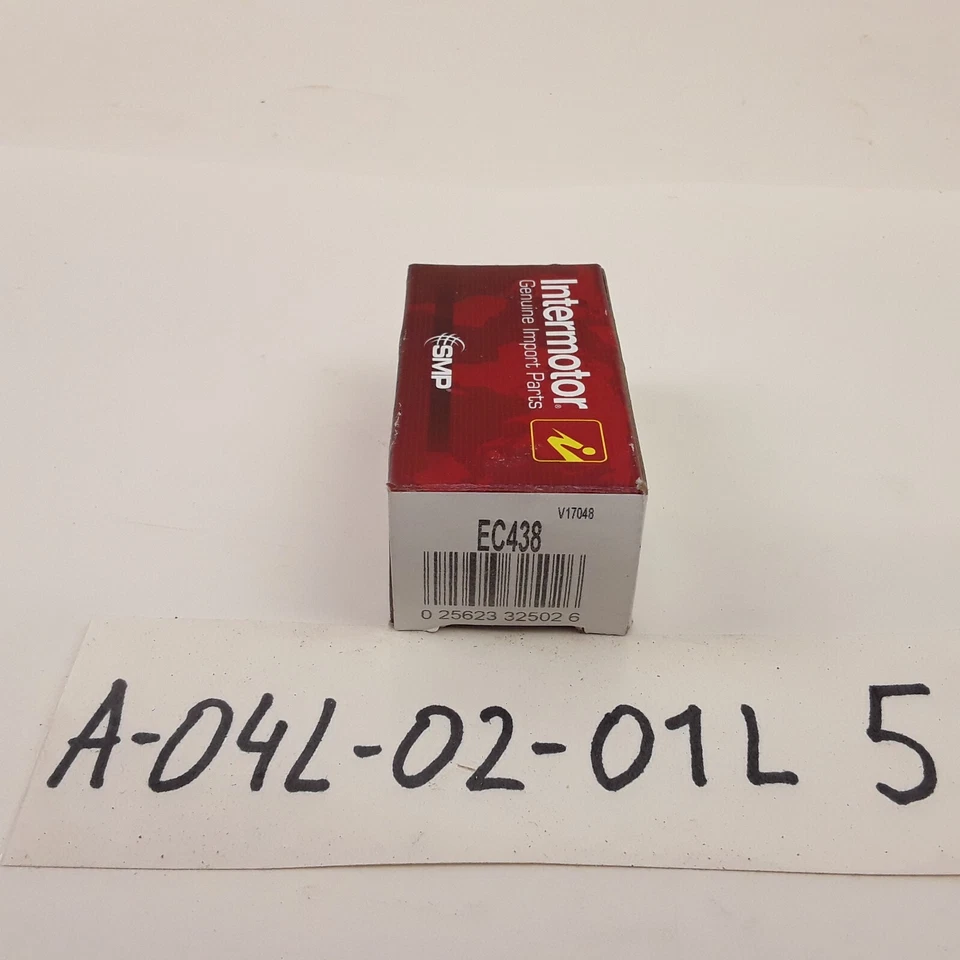 Intermotor®
Genuine Import Parts
SMP
V17048
EC438
0 25623 32502 6
A-04L-02-01L 5